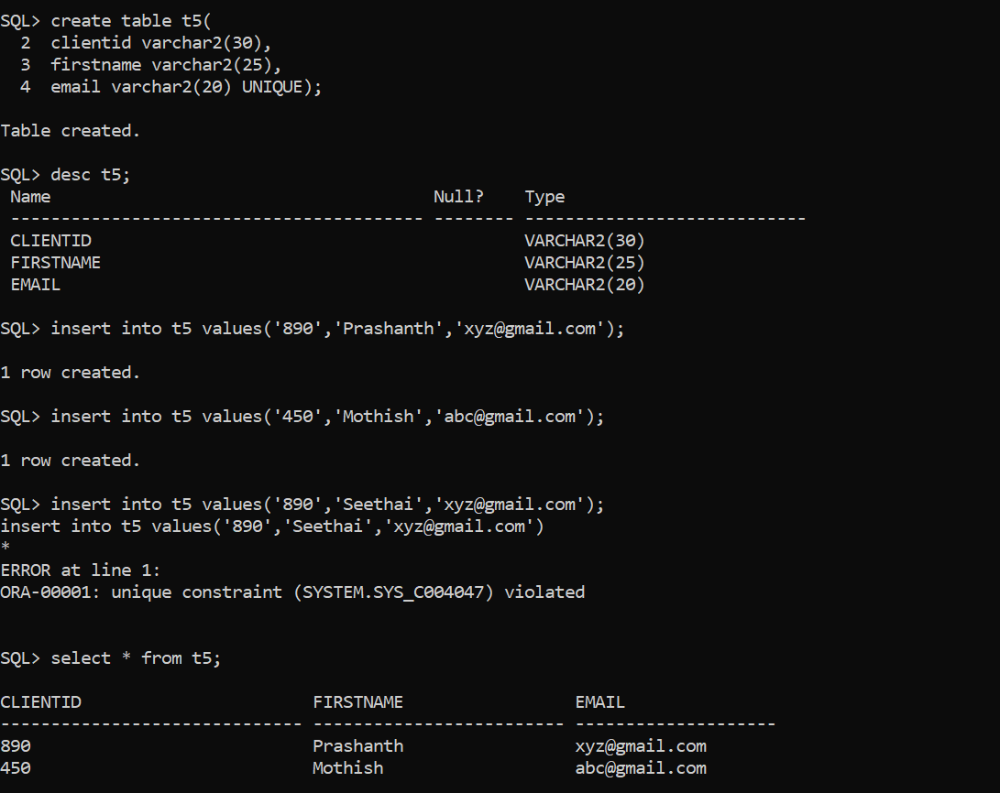 SQL> create table t5(
  2  clientid varchar2(30),
  3  firstname varchar2(25),
  4  email varchar2(20) UNIQUE);
Table created.
SQL> desc t5;
 Name                                      Null?    Type
 ----------------------------------------- -------- ----------------------------
 CLIENTID                                           VARCHAR2(30)
 FIRSTNAME                                          VARCHAR2(25)
 EMAIL                                              VARCHAR2(20)
SQL> insert into t5 values('890','Prashanth','xyz@gmail.com');
1 row created.
SQL> insert into t5 values('450','Mothish','abc@gmail.com');
1 row created.
SQL> insert into t5 values('890','Seethai','xyz@gmail.com');
insert into t5 values('890','Seethai','xyz@gmail.com')
*
ERROR at line 1:
ORA-00001: unique constraint (SYSTEM.SYS_C004047) violated
SQL> select * from t5;
CLIENTID                       FIRSTNAME                 EMAIL
------------------------------ ------------------------- --------------------
890                            Prashanth                 xyz@gmail.com
450                            Mothish                   abc@gmail.com